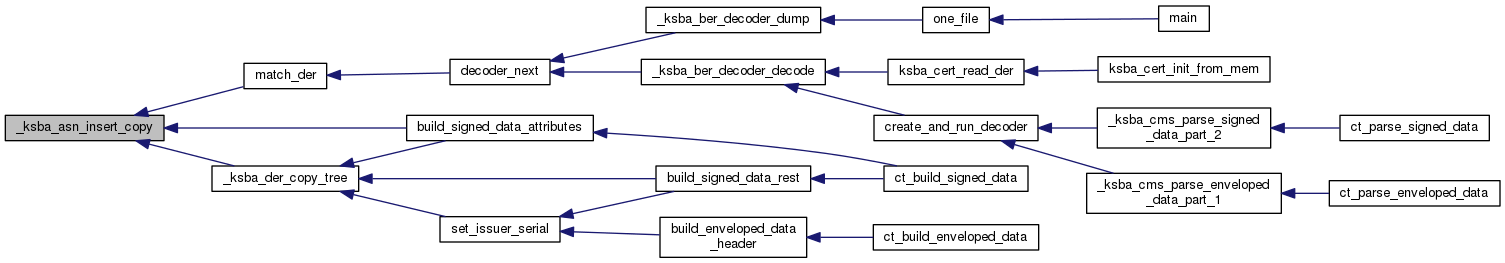 _ksba_ber_decoder_dump
one_file
main
match_der
decoder_next
_ksba_ber_decoder_decode
ksba_cert_read_der
ksba_cert_init_from_mem
_ksba_asn_insert_copy
build_signed_data_attributes
create_and_run_decoder
_ksba_cms_parse_signed
_data_part_2
ct_parse_signed_data
_ksba_der_copy_tree
build_signed_data_rest
ct_build_signed_data
_ksba_cms_parse_enveloped
_data_part_1
ct_parse_enveloped_data
set_issuer_serial
build_enveloped_data
_header
ct_build_enveloped_data